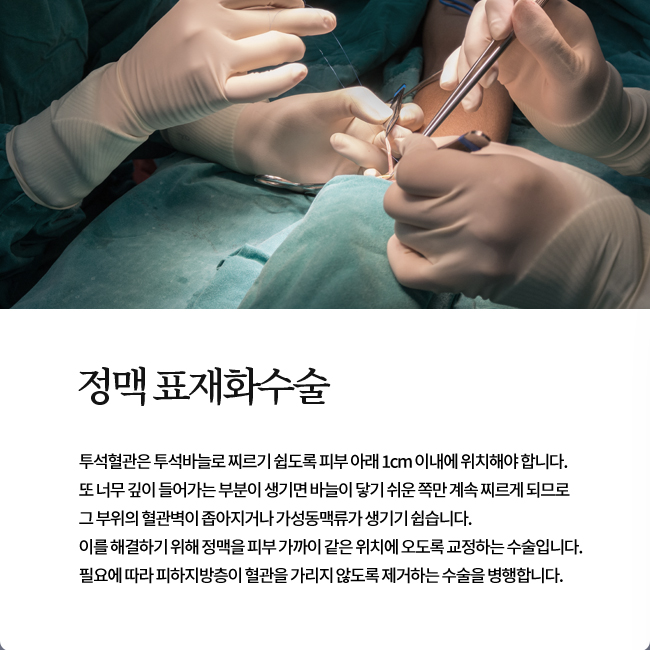 정맥 표재화수술
투석혈관은 투석바늘로 찌르기 쉽도록 피부 아래 1cm 이내에 위치해야 합니다.
또 너무 깊이 들어가는 부분이 생기면 바늘이 닿기 쉬운 쪽만 계속 찌르게 되므로
그 부위의 혈관벽이 좁아지거나 가성동맥류가 생기기 쉽습니다.
이를 해결하기 위해 정맥을 피부 가까이 같은 위치에 오도록 교정하는 수술입니다.
필요에 따라 피하지방층이 혈관을 가리지 않도록 제거하는 수술을 병행합니다.